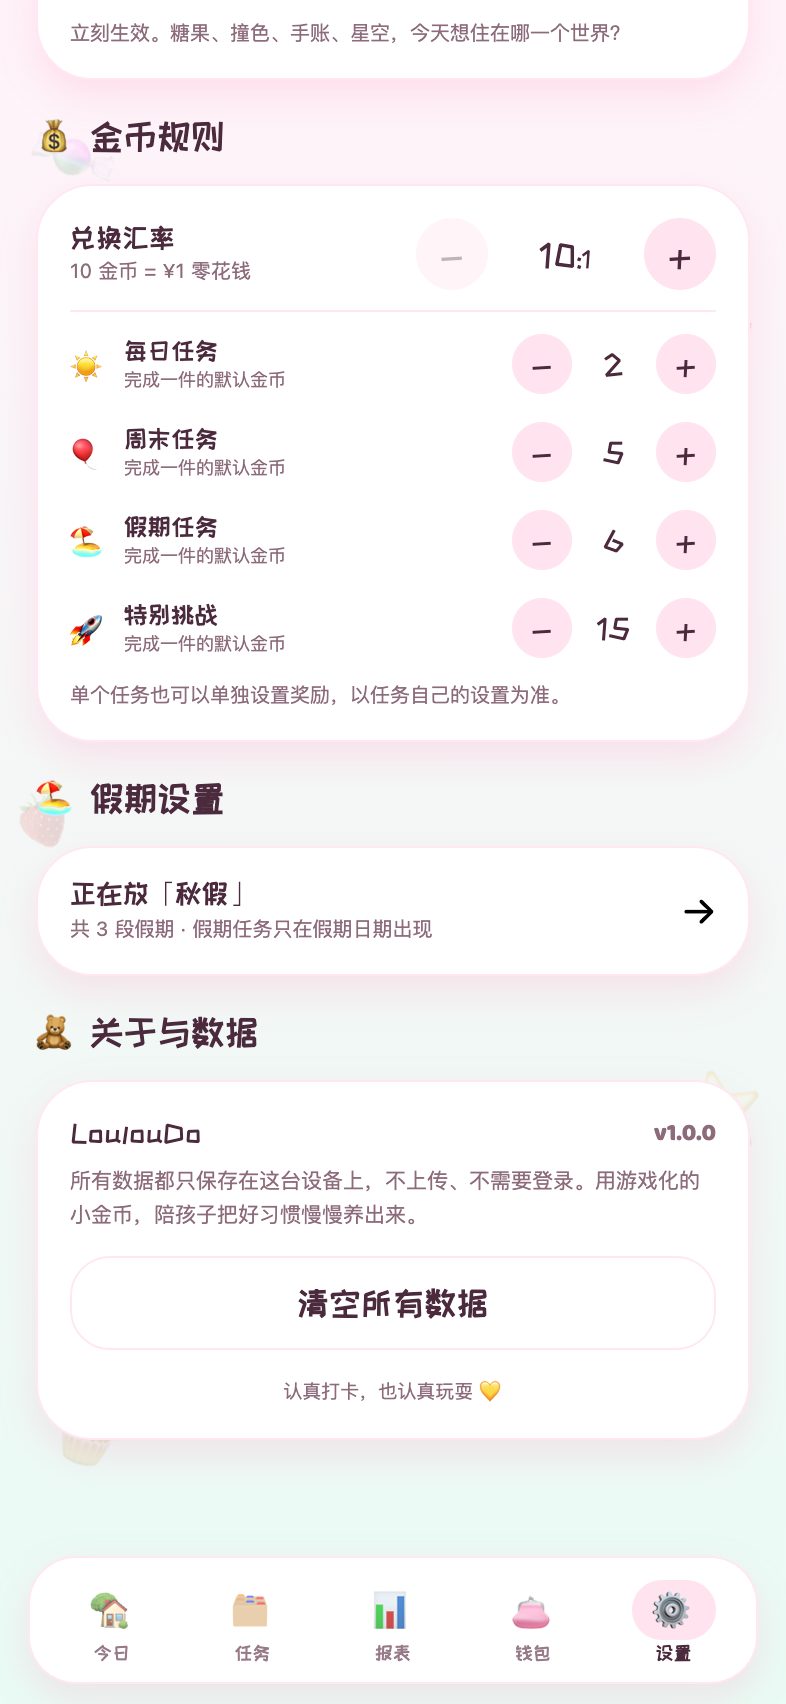 立刻生效。糖果、撞色、手账、星空，今天想住在哪一个世界？
金币规则
兑换汇率
10 金币 = ¥1 零花钱
− 10:1 +
每日任务
完成一件的默认金币
− 2 +
周末任务
完成一件的默认金币
− 5 +
假期任务
完成一件的默认金币
− 6 +
特别挑战
完成一件的默认金币
− 15 +
单个任务也可以单独设置奖励，以任务自己的设置为准。
假期设置
正在放「秋假」
共 3 段假期 · 假期任务只在假期日期出现
关于与数据
LoulouDo
v1.0.0
所有数据都只保存在这台设备上，不上传、不需要登录。用游戏化的
小金币，陪孩子把好习惯慢慢养出来。
清空所有数据
认真打卡，也认真玩耍 💛
今日
任务
报表
钱包
设置